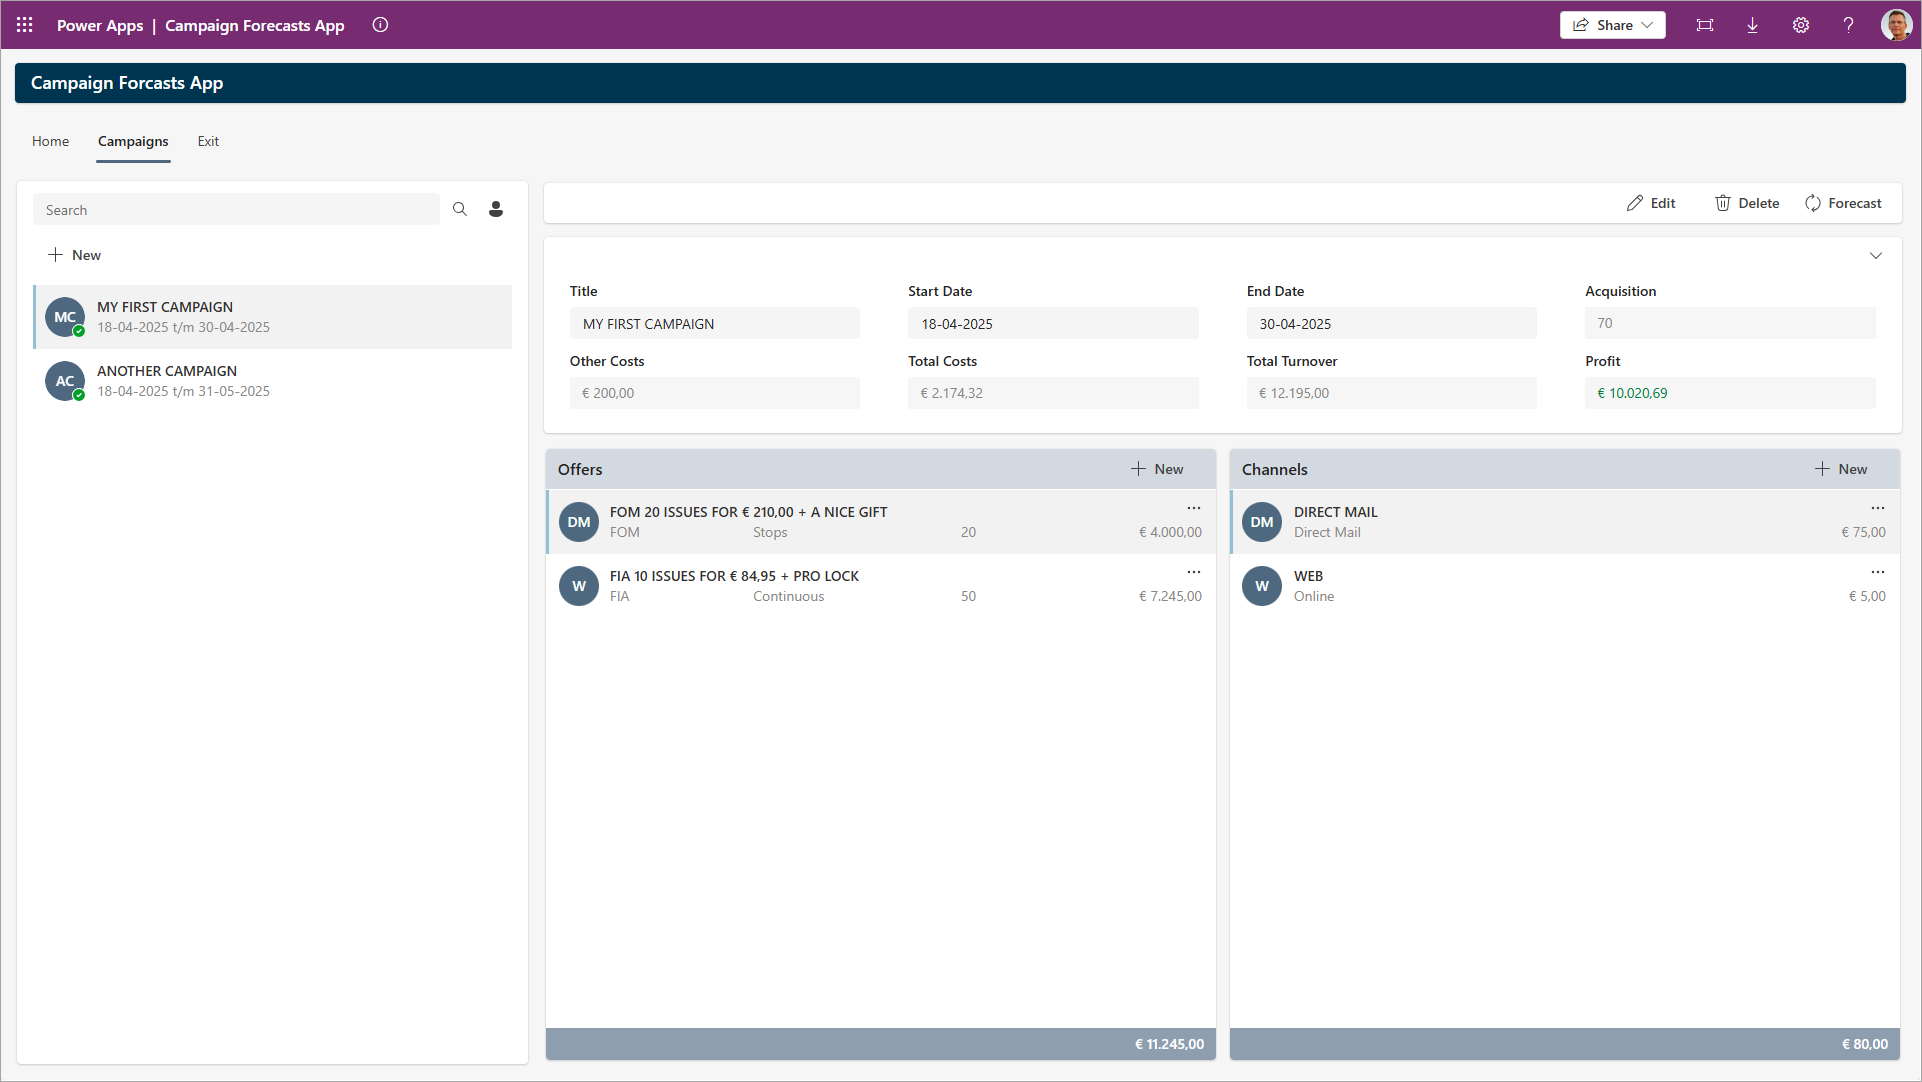 Power Apps | Campaign Forecasts App
Share
Campaign Forcasts App
Home Campaigns Exit
Search
New
MC MY FIRST CAMPAIGN
18-04-2025 t/m 30-04-2025
AC ANOTHER CAMPAIGN
18-04-2025 t/m 31-05-2025
Edit Delete Forecast
Title Start Date End Date Acquisition
MY FIRST CAMPAIGN 18-04-2025 30-04-2025 70
Other Costs Total Costs Total Turnover Profit
€ 200,00 € 2.174,32 € 12.195,00 € 10.020,69
Offers New
DM FOM 20 ISSUES FOR € 210,00 + A NICE GIFT ...
FOM Stops 20 € 4.000,00
W FIA 10 ISSUES FOR € 84,95 + PRO LOCK ...
FIA Continuous 50 € 7.245,00
€ 11.245,00
Channels New
DM DIRECT MAIL ...
Direct Mail € 75,00
W WEB ...
Online € 5,00
€ 80,00